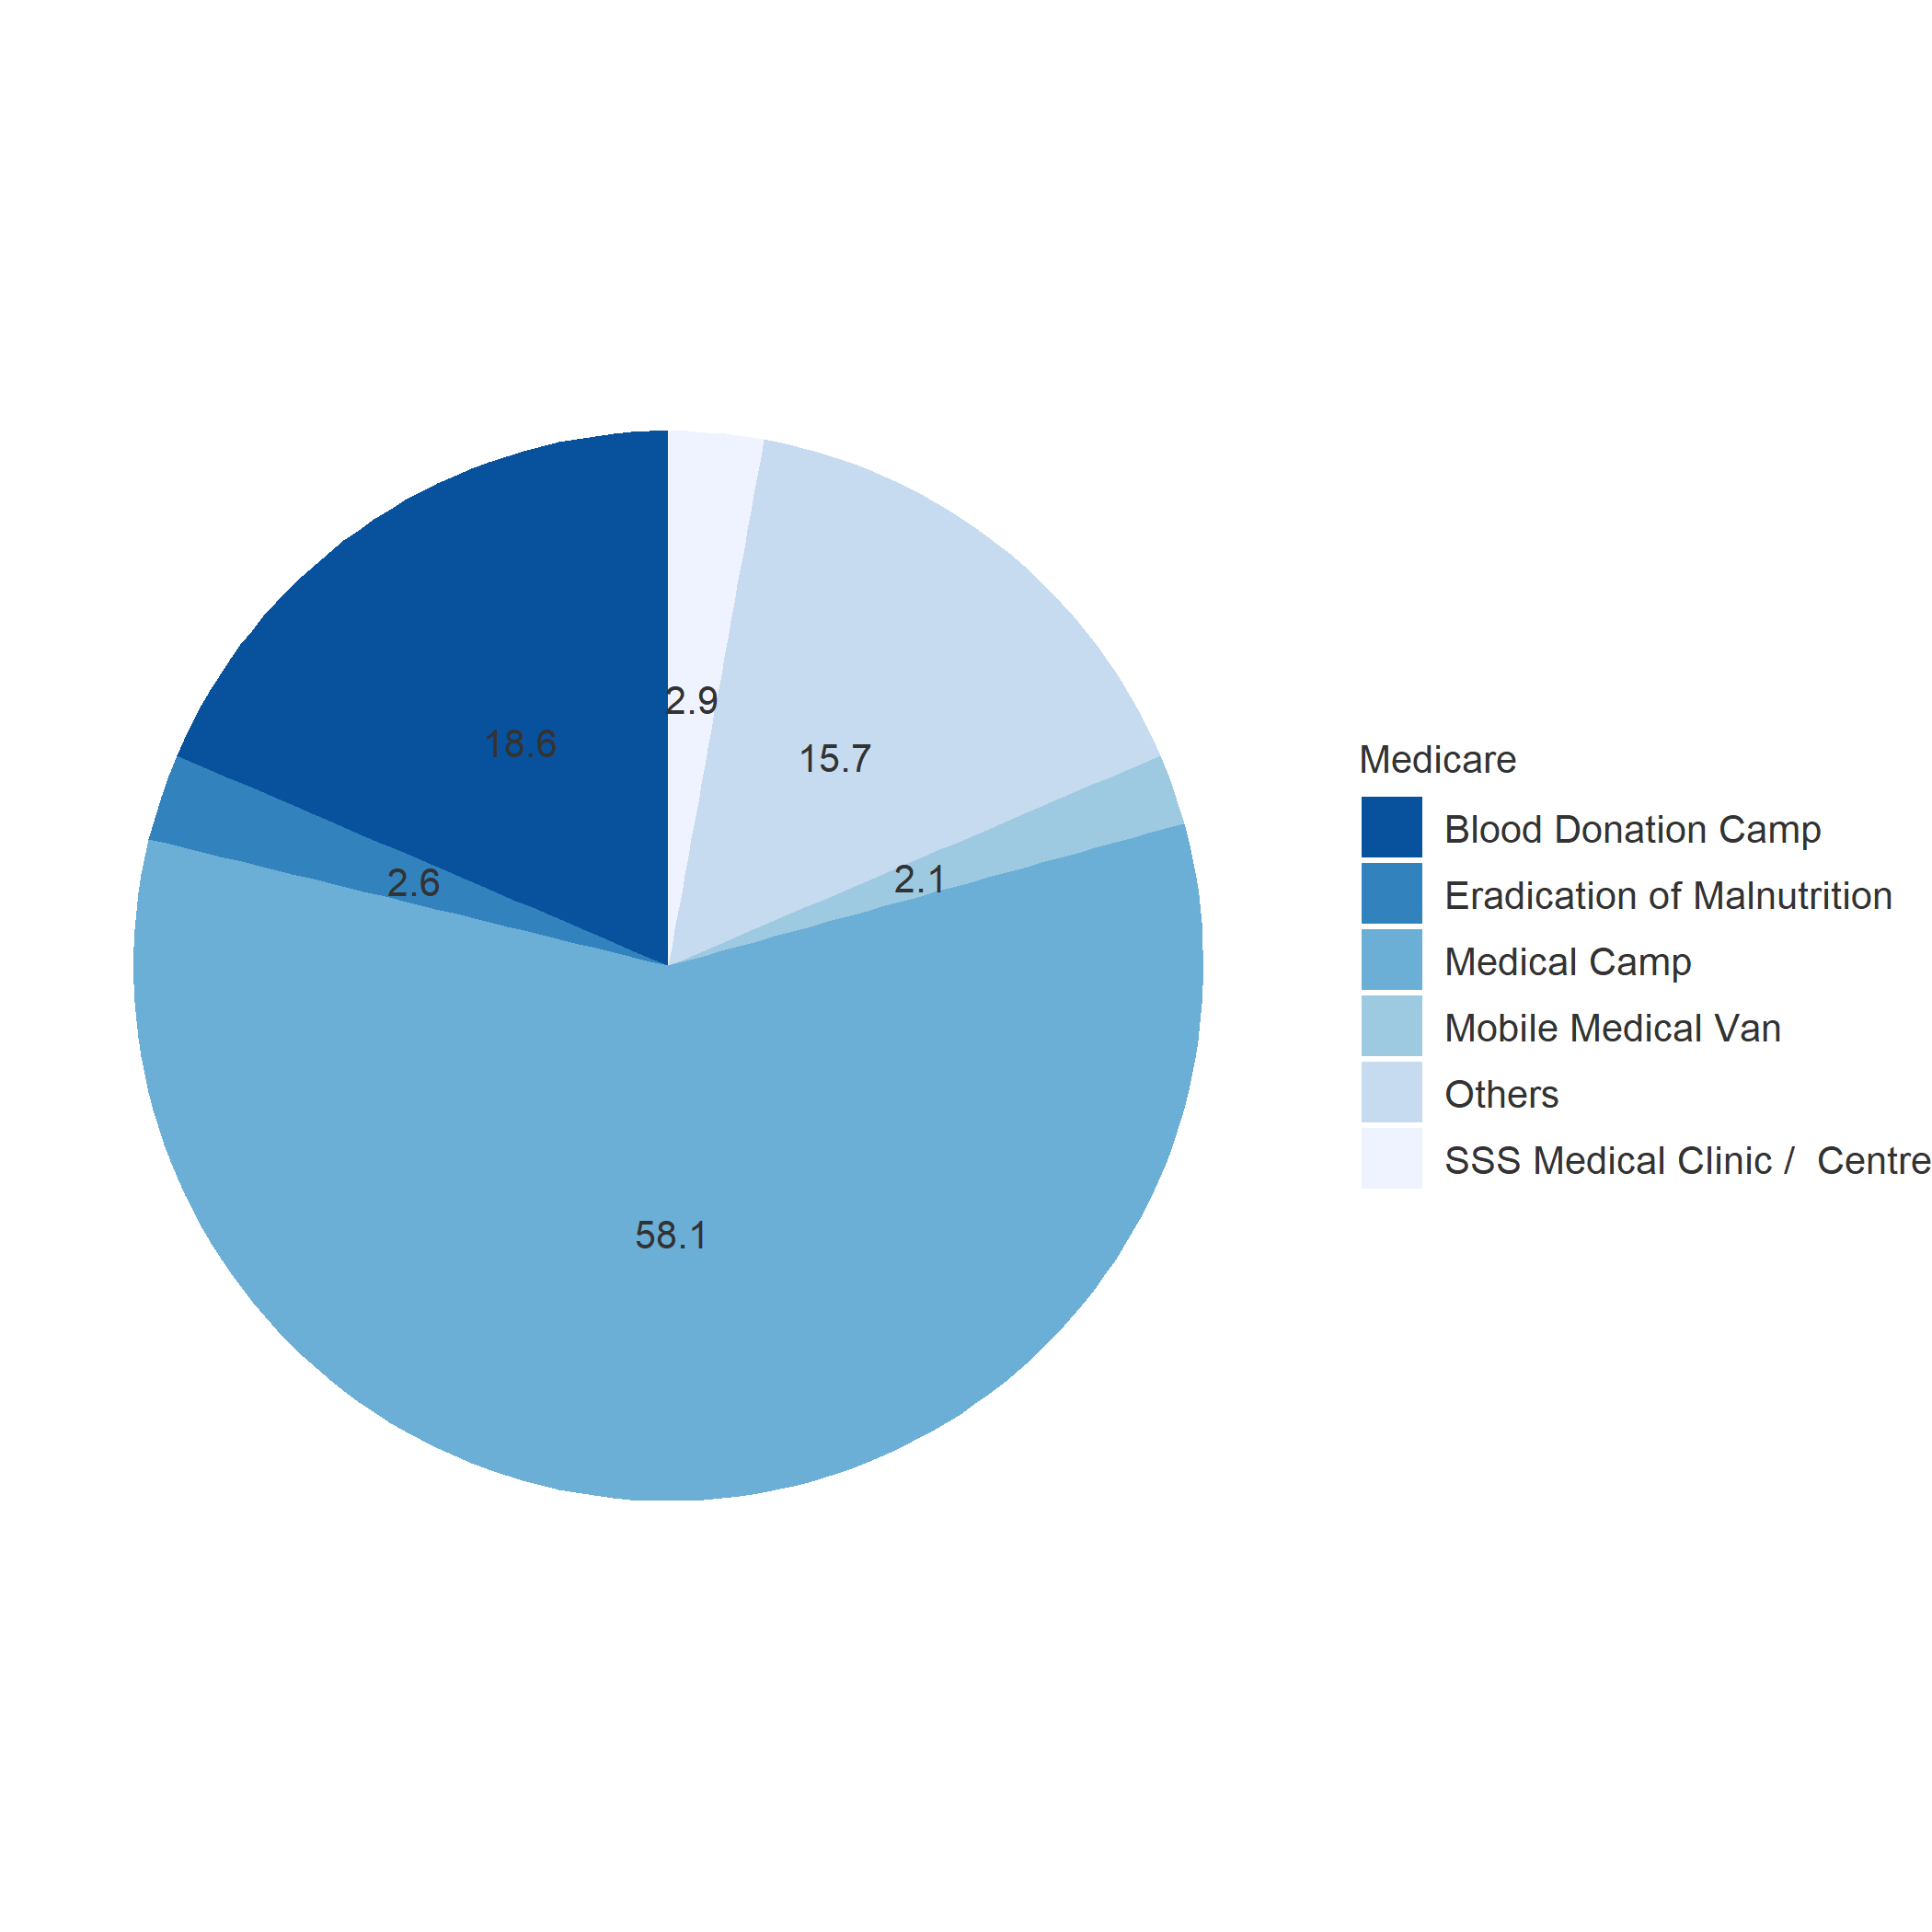 2.9
18.6
15.7
2.6
2.1
58.1
Medicare
Blood Donation Camp
Eradication of Malnutrition
Medical Camp
Mobile Medical Van
Others
SSS Medical Clinic /  Centre